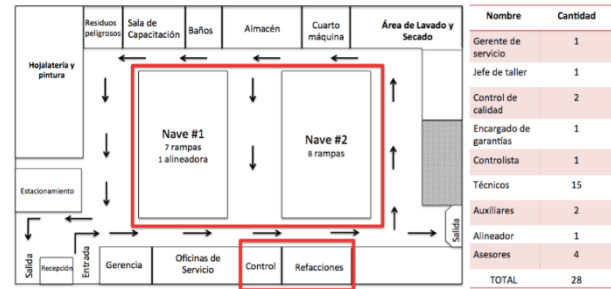 Residuos
peligrosos
Sala de
Capacitación
Baños
Almacén
Cuarto
máquina
Área de Lavado y
Secado
Hojalatería y
pintura
Nave #1
7 rampas
1 alineadora
Nave #2
8 rampas
Estacionamiento
Salida
Recepción
Entrada
Gerencia
Oficinas de
Servicio
Control
Refacciones
Salida
Nombre Cantidad
Gerente de
servicio 1
Jefe de taller 1
Control de
calidad 2
Encargado de
garantías 1
Controlista 1
Técnicos 15
Auxiliares 2
Alineador 1
Asesores 4
TOTAL 28